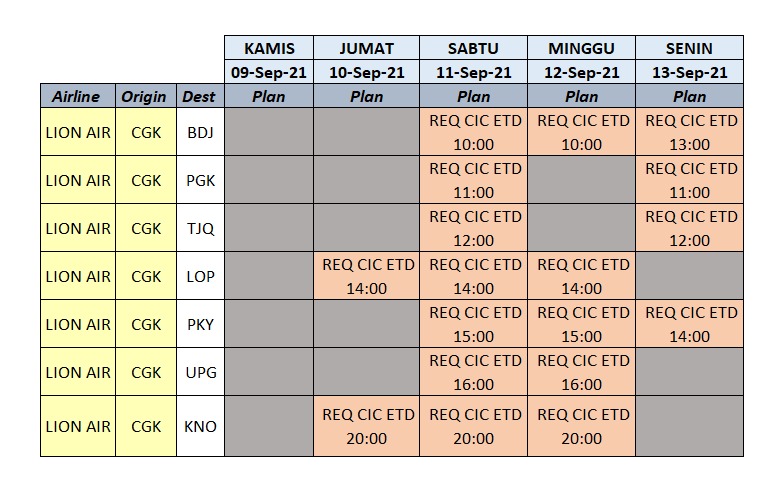 KAMIS JUMAT SABTU MINGGU SENIN
09-Sep-21 10-Sep-21 11-Sep-21 12-Sep-21 13-Sep-21
Airline Origin Dest Plan Plan Plan Plan Plan
LION AIR CGK BDJ REQ CIC ETD 10:00 REQ CIC ETD 10:00 REQ CIC ETD 13:00
LION AIR CGK PGK REQ CIC ETD 11:00 REQ CIC ETD 11:00
LION AIR CGK TJQ REQ CIC ETD 12:00 REQ CIC ETD 12:00
LION AIR CGK LOP REQ CIC ETD 14:00 REQ CIC ETD 14:00 REQ CIC ETD 14:00
LION AIR CGK PKY REQ CIC ETD 15:00 REQ CIC ETD 15:00 REQ CIC ETD 14:00
LION AIR CGK UPG REQ CIC ETD 16:00 REQ CIC ETD 16:00
LION AIR CGK KNO REQ CIC ETD 20:00 REQ CIC ETD 20:00 REQ CIC ETD 20:00